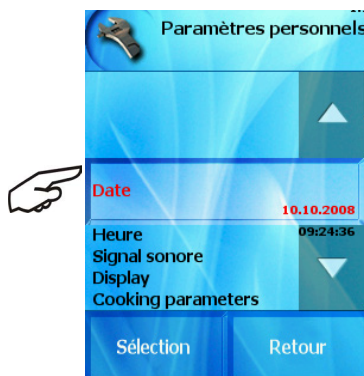 Paramètres personnels
Date
10.10.2008
Heure 09:24:36
Signal sonore
Display
Cooking parameters
Sélection Retour